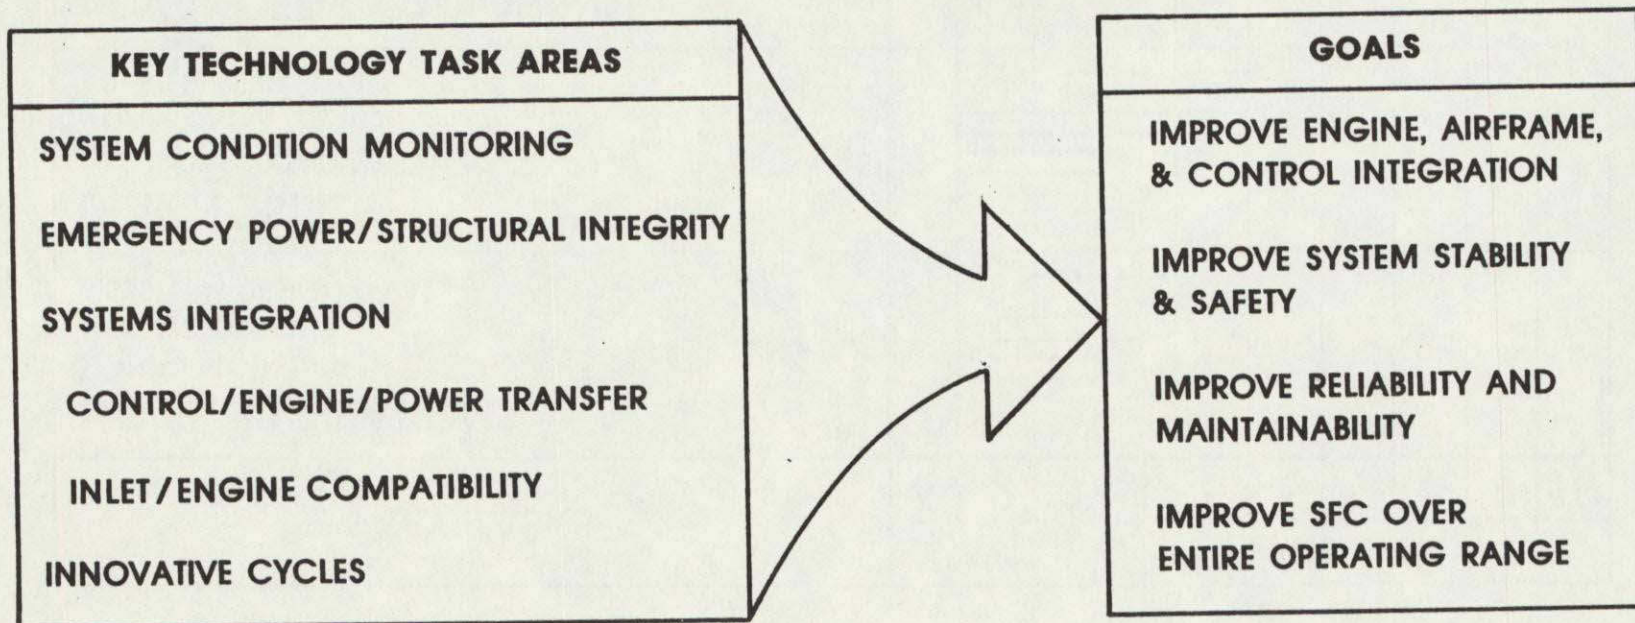 KEY TECHNOLOGY TASK AREAS
SYSTEM CONDITION MONITORING
EMERGENCY POWER/STRUCTURAL INTEGRITY
SYSTEMS INTEGRATION
CONTROL/ENGINE/POWER TRANSFER
INLET/ENGINE COMPATIBILITY
INNOVATIVE CYCLES
GOALS
IMPROVE ENGINE, AIRFRAME,
& CONTROL INTEGRATION
IMPROVE SYSTEM STABILITY
& SAFETY
IMPROVE RELIABILITY AND
MAINTAINABILITY
IMPROVE SFC OVER
ENTIRE OPERATING RANGE